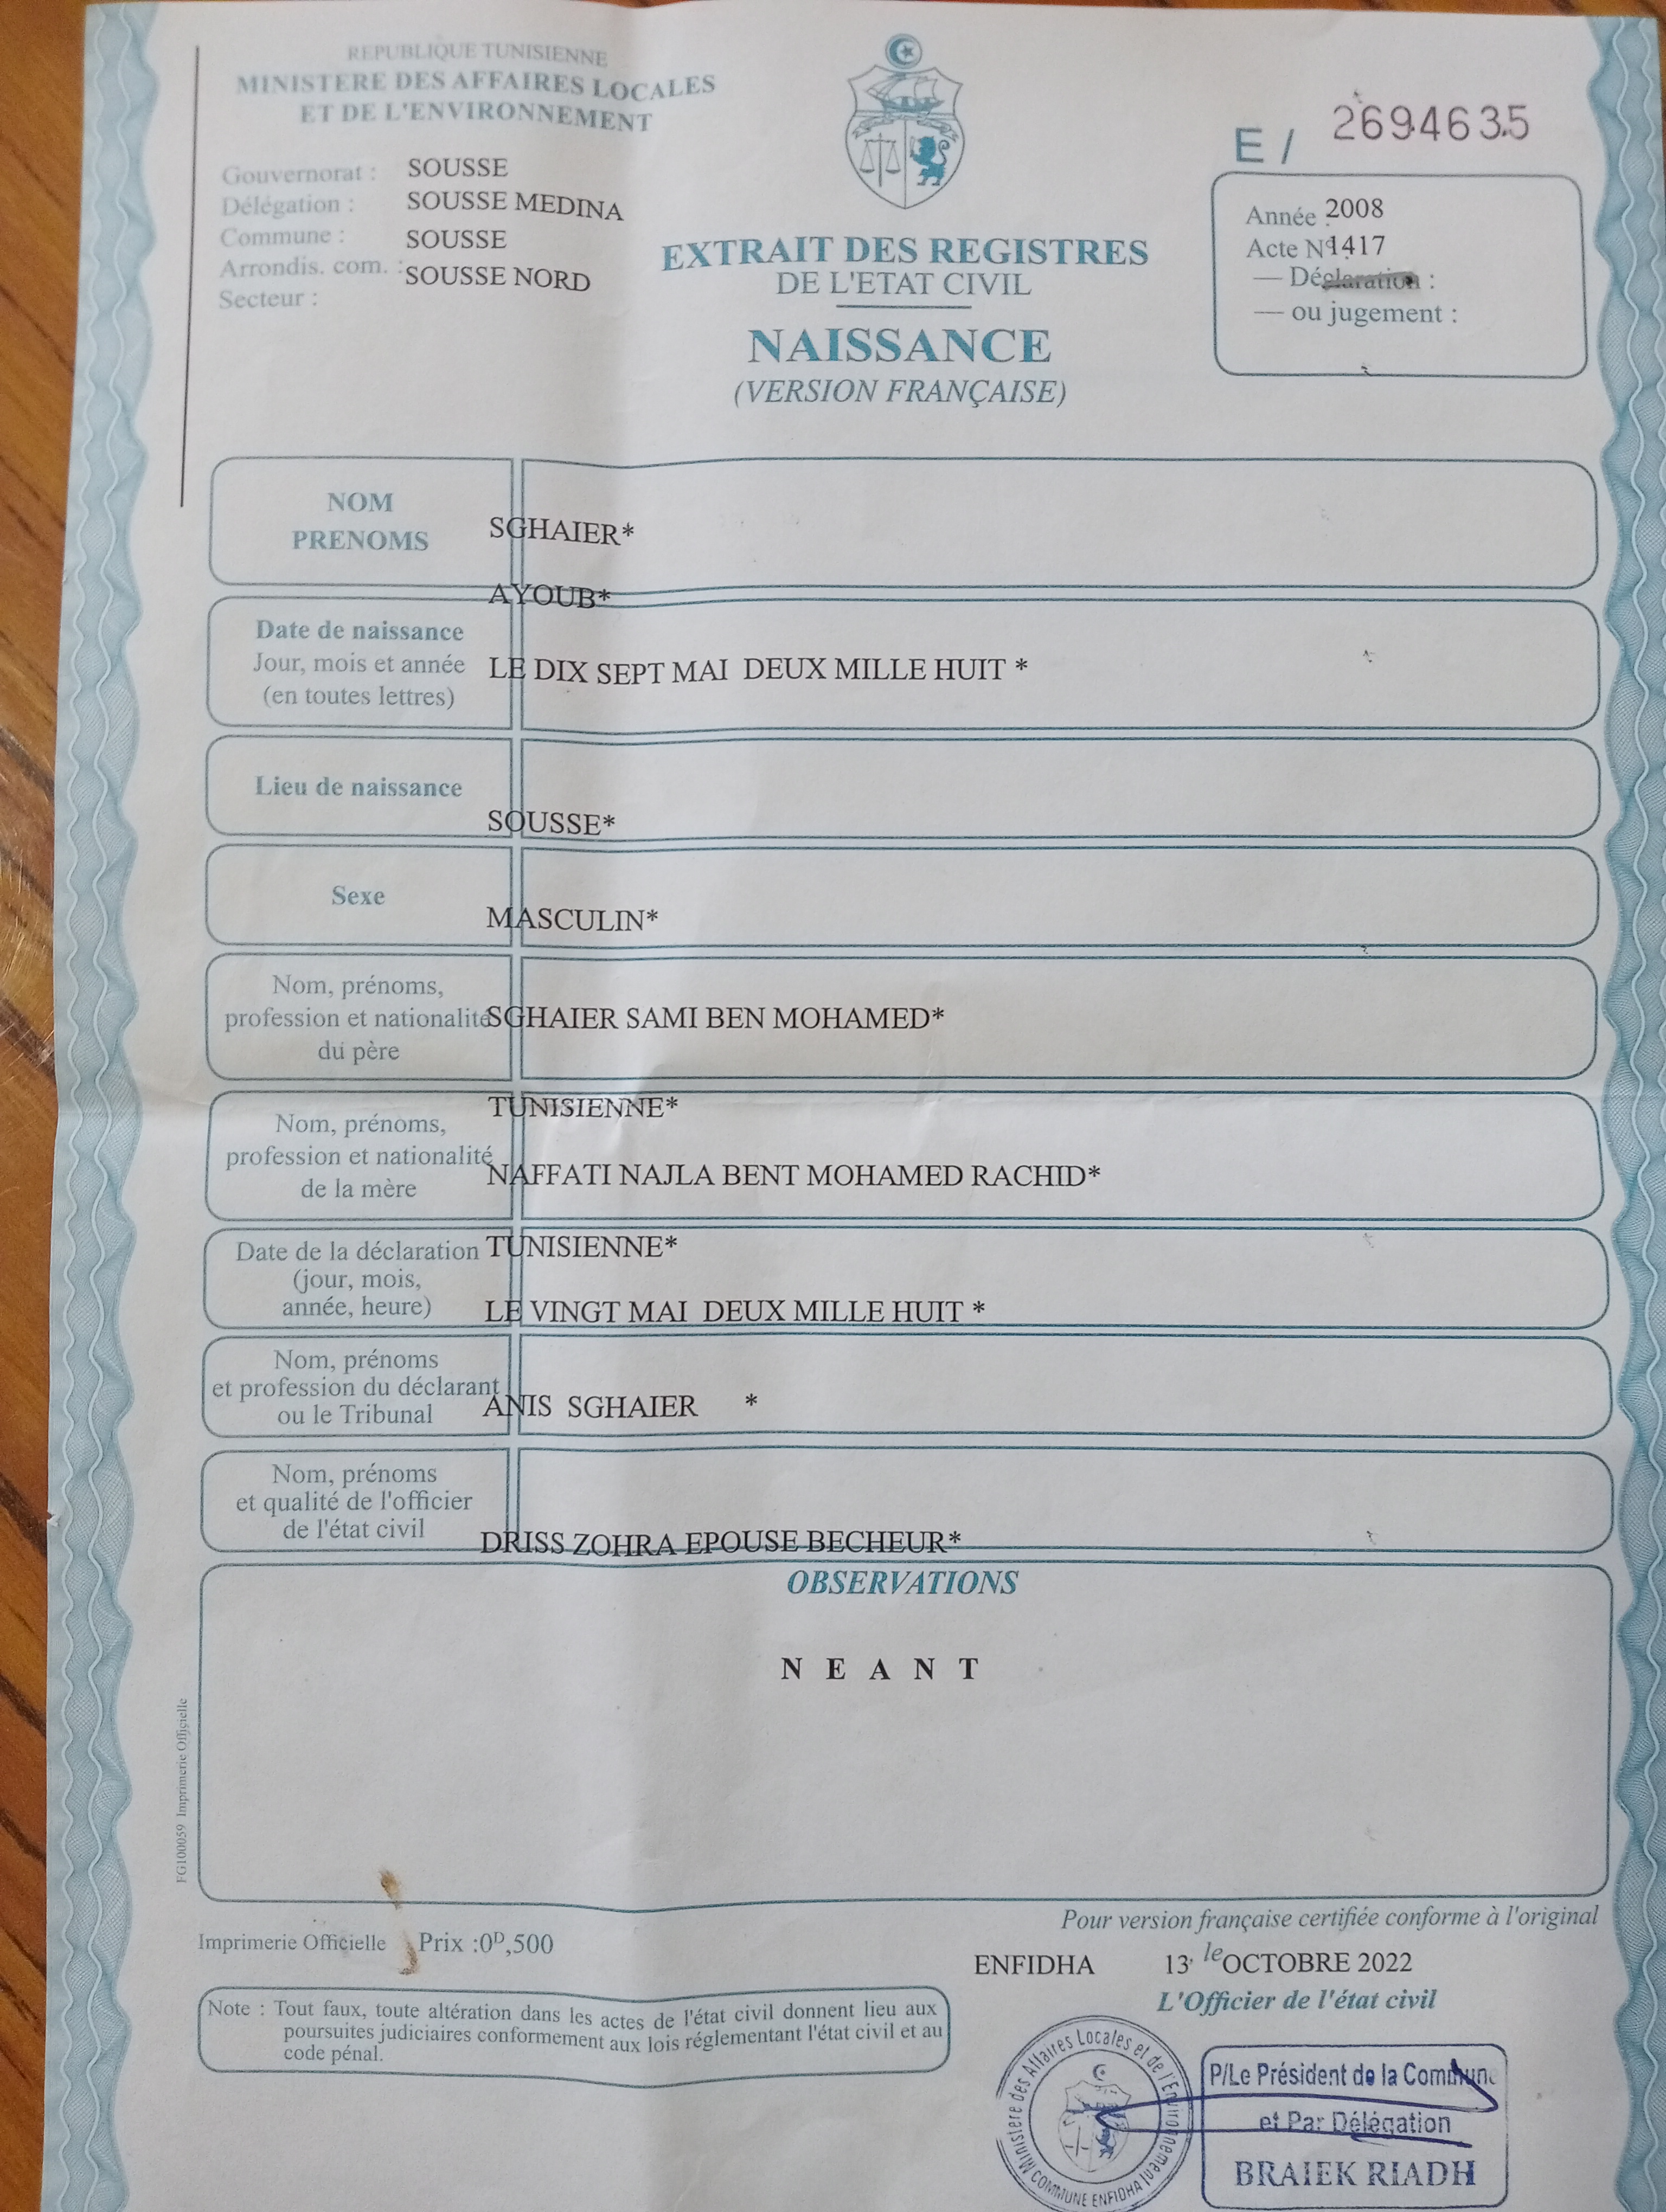 REPUBLIQUE TUNISIENNE
MINISTERE DES AFFAIRES LOCALES
ET DE L'ENVIRONNEMENT
Gouvernorat : SOUSSE
Délégation : SOUSSE MEDINA
Commune : SOUSSE
Arrondis. com. : SOUSSE NORD
Secteur :
EXTRAIT DES REGISTRES
DE L'ETAT CIVIL
NAISSANCE
(VERSION FRANÇAISE)
E / 2694635
Année : 2008
Acte N° 1417
— Déclaration :
— ou jugement :
NOM
PRENOMS
SGHAIER*
AYOUB*
Date de naissance
Jour, mois et année
(en toutes lettres)
LE DIX SEPT MAI DEUX MILLE HUIT *
Lieu de naissance
SOUSSE*
Sexe
MASCULIN*
Nom, prénoms,
profession et nationalité
du père
SGHAIER SAMI BEN MOHAMED*
TUNISIENNE*
Nom, prénoms,
profession et nationalité
de la mère
NAFFATI NAJLA BENT MOHAMED RACHID*
TUNISIENNE*
Date de la déclaration
(jour, mois,
année, heure)
LE VINGT MAI DEUX MILLE HUIT *
Nom, prénoms
et profession du déclarant
ou le Tribunal
ANIS SGHAIER *
Nom, prénoms
et qualité de l'officier
de l'état civil
DRISS ZOHRA EPOUSE BECHEUR*
OBSERVATIONS
N E A N T
FG100059 Imprimerie Officielle
Pour version française certifiée conforme à l'original
Imprimerie Officielle Prix :0D,500
ENFIDHA 13 le OCTOBRE 2022
L'Officier de l'état civil
Note : Tout faux, toute altération dans les actes de l'état civil donnent lieu aux
poursuites judiciaires conformement aux lois réglementant l'état civil et au
code pénal.
Ministère des Affaires Locales et de l'Environnement
COMMUNE ENFIDHA
P/Le Président de la Commune
et Par Délégation
BRAIEK RIADH